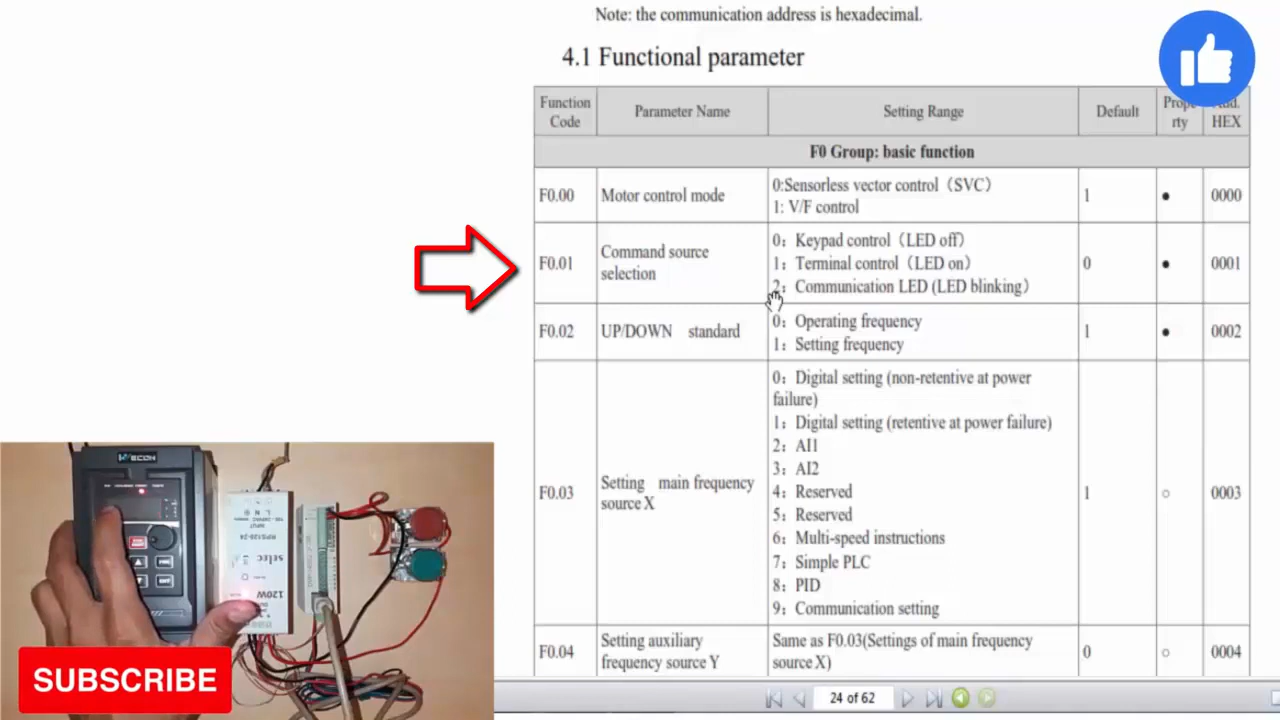 Note: the communication address is hexadecimal.
4.1 Functional parameter
Function Code Parameter Name Setting Range Default Prope rty Add. HEX
F0 Group: basic function
F0.00 Motor control mode 0:Sensorless vector control（SVC）
1: V/F control
1 ● 0000
F0.01 Command source selection 0：Keypad control（LED off）
1：Terminal control（LED on）
2：Communication LED (LED blinking）
0 ● 0001
F0.02 UP/DOWN standard 0：Operating frequency
1：Setting frequency
1 ● 0002
F0.03 Setting main frequency source X 0：Digital setting (non-retentive at power
failure)
1：Digital setting (retentive at power failure)
2：AI1
3：AI2
4：Reserved
5：Reserved
6：Multi-speed instructions
7：Simple PLC
8：PID
9：Communication setting
1 ○ 0003
F0.04 Setting auxiliary frequency source Y Same as F0.03(Settings of main frequency
source X)
0 ○ 0004
24 of 62
WECON
L N
RPS120-24
selec
120W
SUBSCRIBE